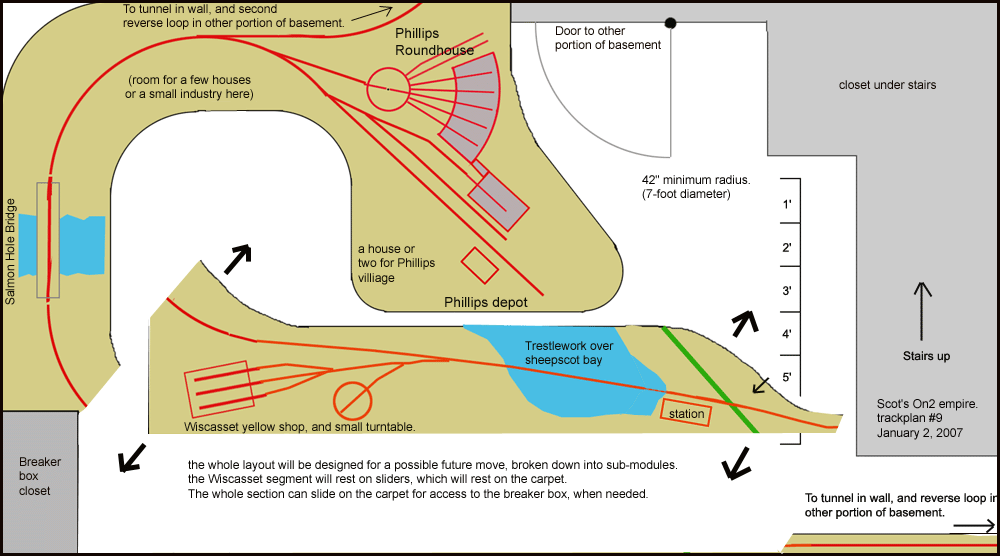 To tunnel in wall, and second
reverse loop in other portion of basement.
Phillips
Roundhouse
Door to other
portion of basement
(room for a few houses
or a small industry here)
closet under stairs
42" minimum radius.
(7-foot diameter)
1'
2'
3'
4'
5'
Salmon Hole Bridge
a house or
two for Phillips
villiage
Phillips depot
Trestlework over
sheepscot bay
Stairs up
station
Scot's On2 empire.
trackplan #9
January 2, 2007
Wiscasset yellow shop, and small turntable.
Breaker
box
closet
the whole layout will be designed for a possible future move, broken down into sub-modules.
the Wiscasset segment will rest on sliders, which will rest on the carpet.
The whole section can slide on the carpet for access to the breaker box, when needed.
To tunnel in wall, and reverse loop in
other portion of basement.